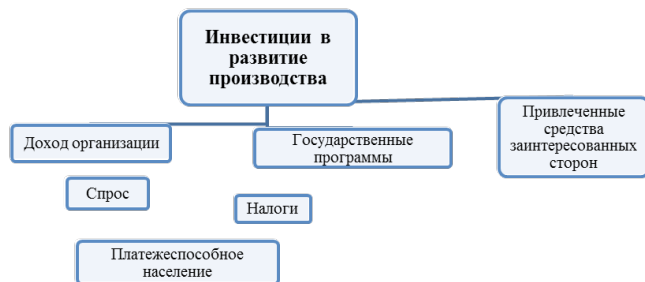 Инвестиции в
развитие
производства
Доход организации
Государственные
программы
Привлеченные
средства
заинтересованных
сторон
Спрос
Налоги
Платежеспособное
население